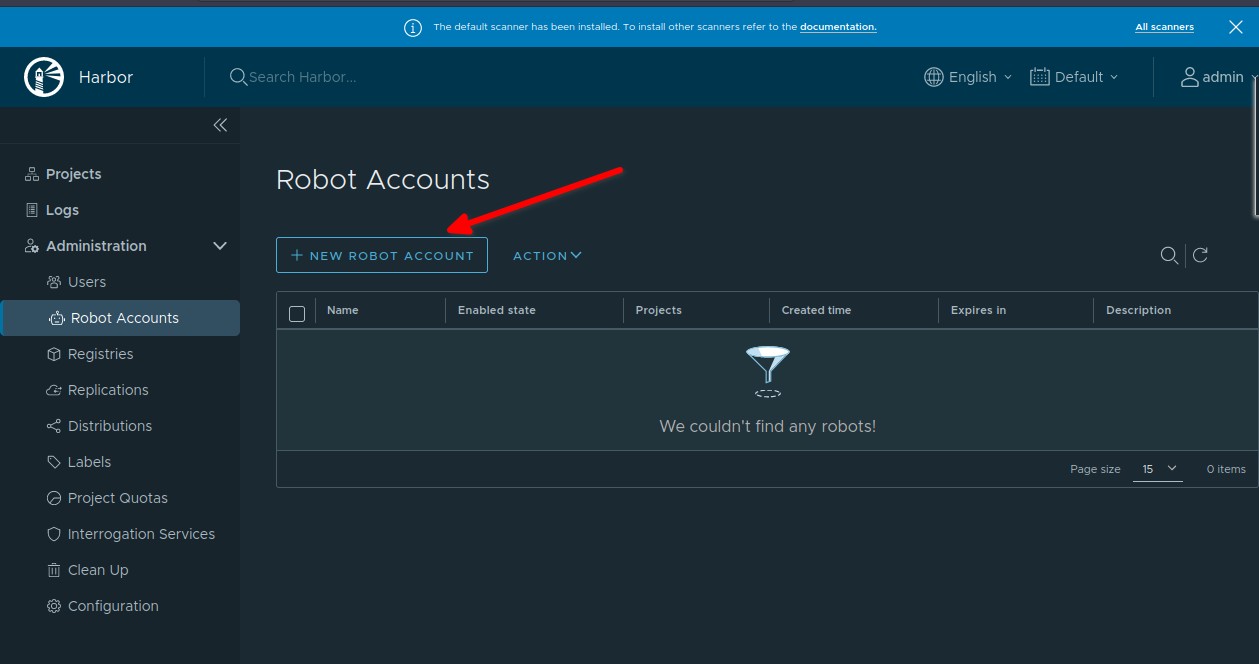 The default scanner has been installed. To install other scanners refer to the documentation. All scanners
Harbor Search Harbor... English Default admin
Projects
Logs
Administration
Users
Robot Accounts
Registries
Replications
Distributions
Labels
Project Quotas
Interrogation Services
Clean Up
Configuration
Robot Accounts
+ NEW ROBOT ACCOUNT ACTION
Name Enabled state Projects Created time Expires in Description
We couldn't find any robots!
Page size 15 0 items